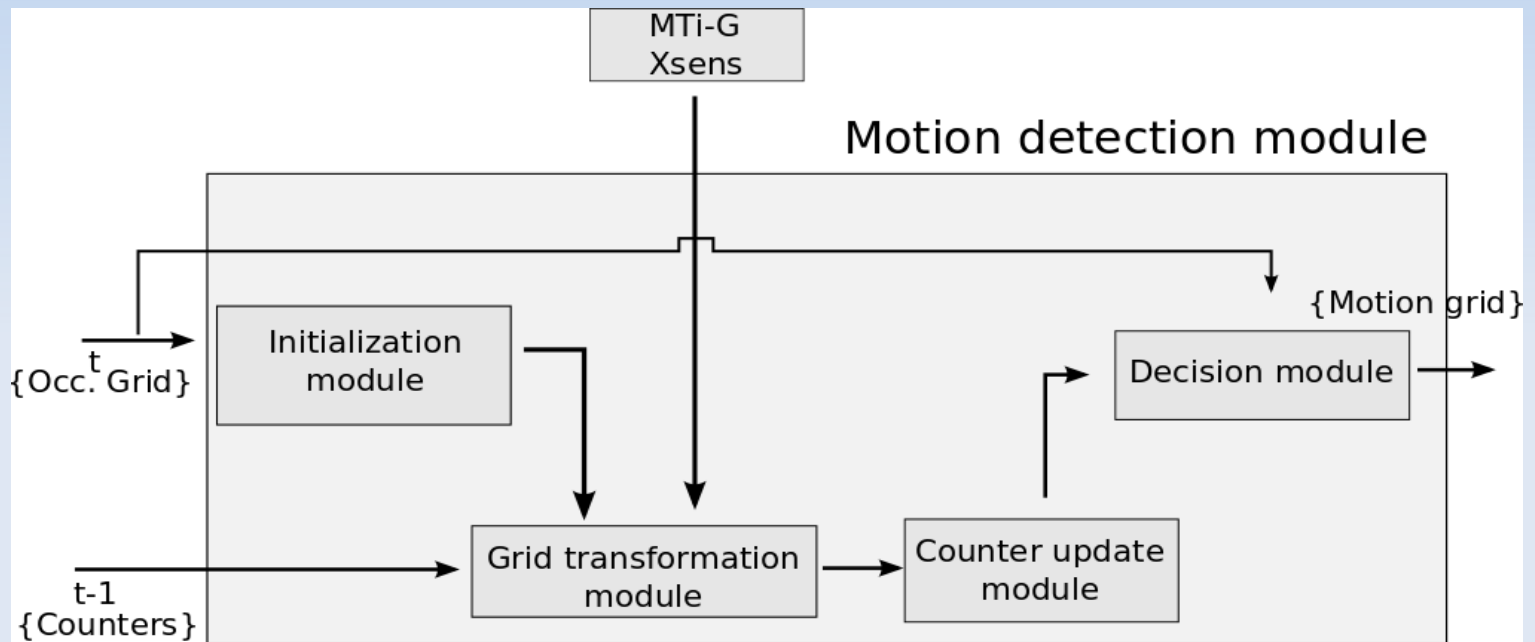 MTi-G
Xsens
Motion detection module
{Motion grid}
Initialization
module
t
{Occ. Grid}
Decision module
Grid transformation
module
Counter update
module
t-1
{Counters}